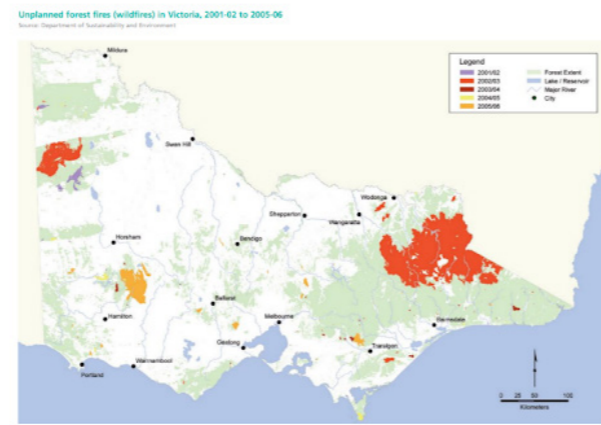 Unplanned forest fires (wildfires) in Victoria, 2001-02 to 2005-06
Source: Department of Sustainability and Environment
Mildura
Legend
2001/02
2002/03
2003/04
2004/05
2005/06
Forest Extent
Lake / Reservoir
Major River
City
Swan Hill
Wodonga
Shepparton
Wangaratta
Horsham
Bendigo
Ballarat
Hamilton
Melbourne
Bairnsdale
Geelong
Traralgon
Warrnambool
Portland
0 25 50 100
Kilometers